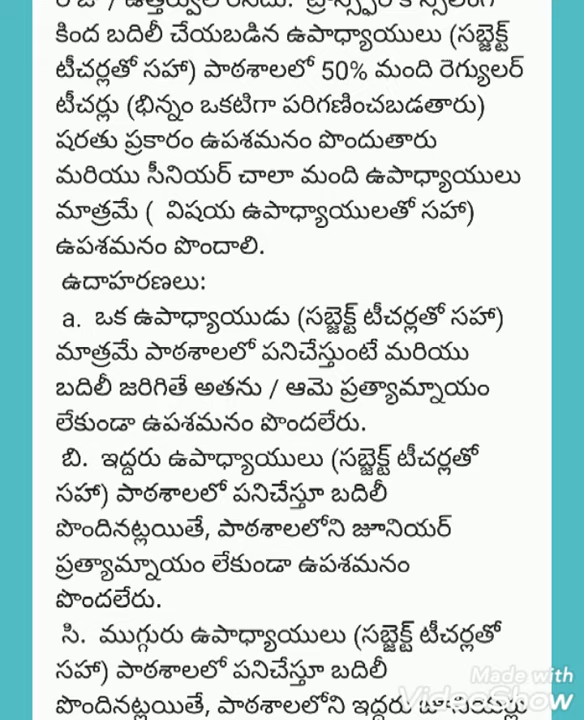 కింద బదిలీ చేయబడిన ఉపాధ్యాయులు (సబ్జెక్ట్
టీచర్లతో సహా) పాఠశాలలో 50% మంది రెగ్యులర్
టీచర్లు (భిన్నం ఒకటిగా పరిగణించబడతారు)
షరతు ప్రకారం ఉపశమనం పొందుతారు
మరియు సీనియర్ చాలా మంది ఉపాధ్యాయులు
మాత్రమే ( విషయ ఉపాధ్యాయులతో సహా)
ఉపశమనం పొందాలి.
ఉదాహరణలు:
a. ఒక ఉపాధ్యాయుడు (సబ్జెక్ట్ టీచర్లతో సహా)
మాత్రమే పాఠశాలలో పనిచేస్తుంటే మరియు
బదిలీ జరిగితే అతను / ఆమె ప్రత్యామ్నాయం
లేకుండా ఉపశమనం పొందలేరు.
బి. ఇద్దరు ఉపాధ్యాయులు (సబ్జెక్ట్ టీచర్లతో
సహా) పాఠశాలలో పనిచేస్తూ బదిలీ
పొందినట్లయితే, పాఠశాలలోని జూనియర్
ప్రత్యామ్నాయం లేకుండా ఉపశమనం
పొందలేరు.
సి. ముగ్గురు ఉపాధ్యాయులు (సబ్జెక్ట్ టీచర్లతో
సహా) పాఠశాలలో పనిచేస్తూ బదిలీ
పొందినట్లయితే, పాఠశాలలోని ఇద్దరు
Made with
VideoShow